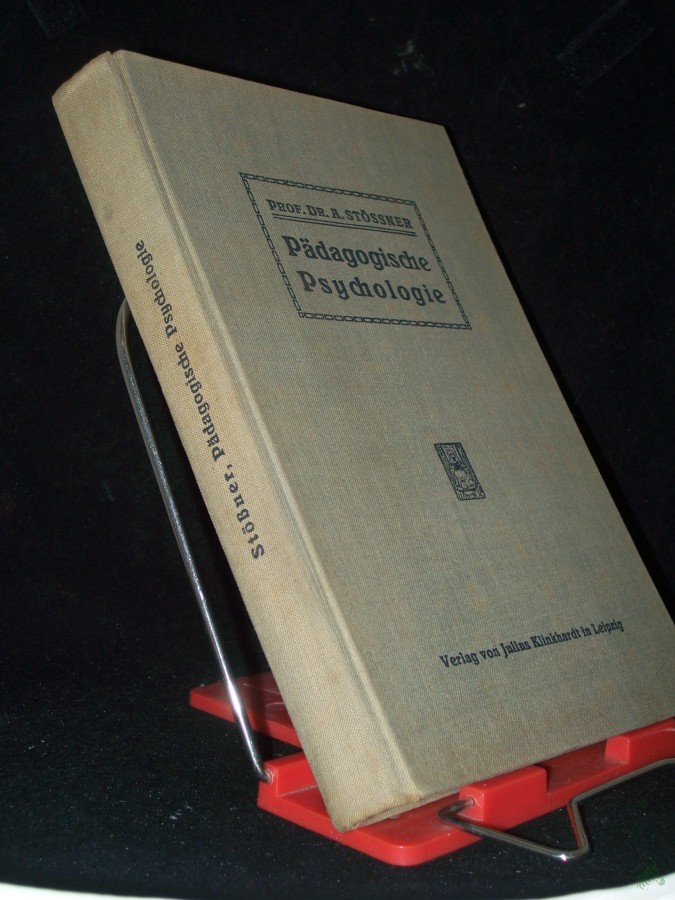 PROF. DR. A. STÖSSNER
Pädagogische
Psychologie
Verlag von Julius Klinkhardt in Leipzig
Stößner, Pädagogische Psychologie